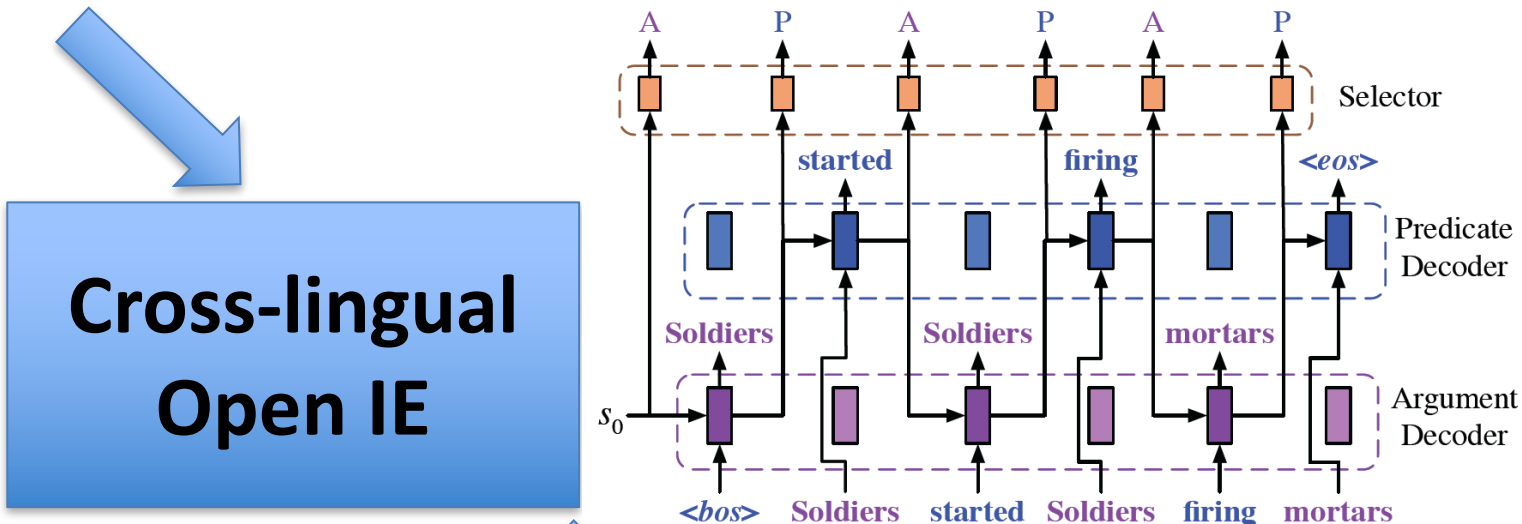 Cross-lingual
Open IE
A P A P A P
Selector
started firing <eos>
Predicate
Decoder
Soldiers Soldiers mortars
Argument
Decoder
s0
<bos> Soldiers started Soldiers firing mortars